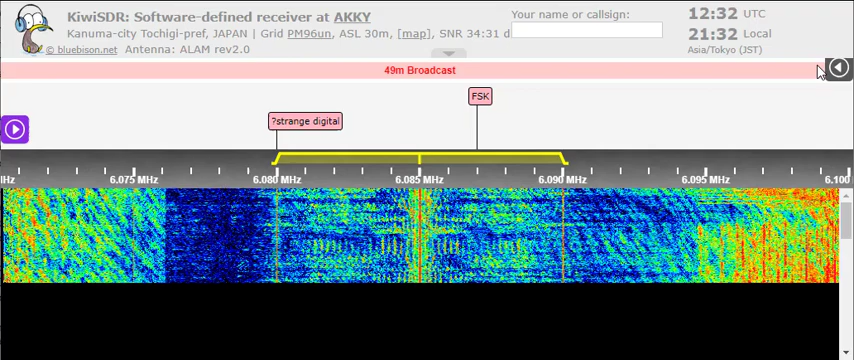 KiwiSDR: Software-defined receiver at AKKY
Kanuma-city Tochigi-pref, JAPAN | Grid PM96un, ASL 30m, [map], SNR 34:31 d
© bluebison.net Antenna: ALAM rev2.0
Your name or callsign:
12:32 UTC
21:32 Local
Asia/Tokyo (JST)
49m Broadcast
FSK
?strange digital
Hz 6.075 MHz 6.080 MHz 6.085 MHz 6.090 MHz 6.095 MHz 6.100